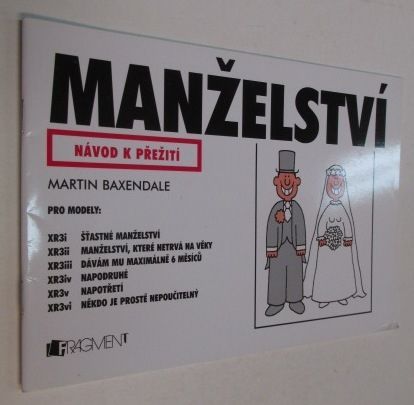 MANŽELSTVÍ
NÁVOD K PŘEŽITÍ
MARTIN BAXENDALE
PRO MODELY:
XR3i ŠŤASTNÉ MANŽELSTVÍ
XR3ii MANŽELSTVÍ, KTERÉ NETRVÁ NA VĚKY
XR3iii DÁVÁM MU MAXIMÁLNĚ 6 MĚSÍCŮ
XR3iv NAPODRUHÉ
XR3v NAPOTŘETÍ
XR3vi NĚKDO JE PROSTĚ NEPOUČITELNÝ
FRAGMENT